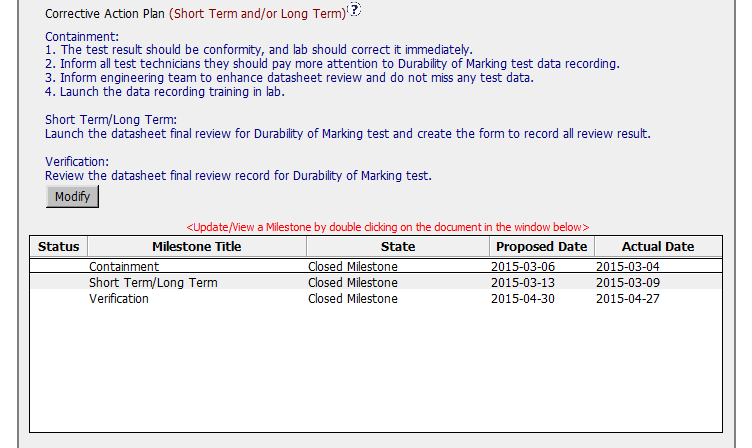 Corrective Action Plan (Short Term and/or Long Term) ?
Containment:
1. The test result should be conformity, and lab should correct it immediately.
2. Inform all test technicians they should pay more attention to Durability of Marking test data recording.
3. Inform engineering team to enhance datasheet review and do not miss any test data.
4. Launch the data recording training in lab.
Short Term/Long Term:
Launch the datasheet final review for Durability of Marking test and create the form to record all review result.
Verification:
Review the datasheet final review record for Durability of Marking test.
Modify
<Update/View a Milestone by double clicking on the document in the window below>
Status Milestone Title State Proposed Date Actual Date
Containment Closed Milestone 2015-03-06 2015-03-04
Short Term/Long Term Closed Milestone 2015-03-13 2015-03-09
Verification Closed Milestone 2015-04-30 2015-04-27